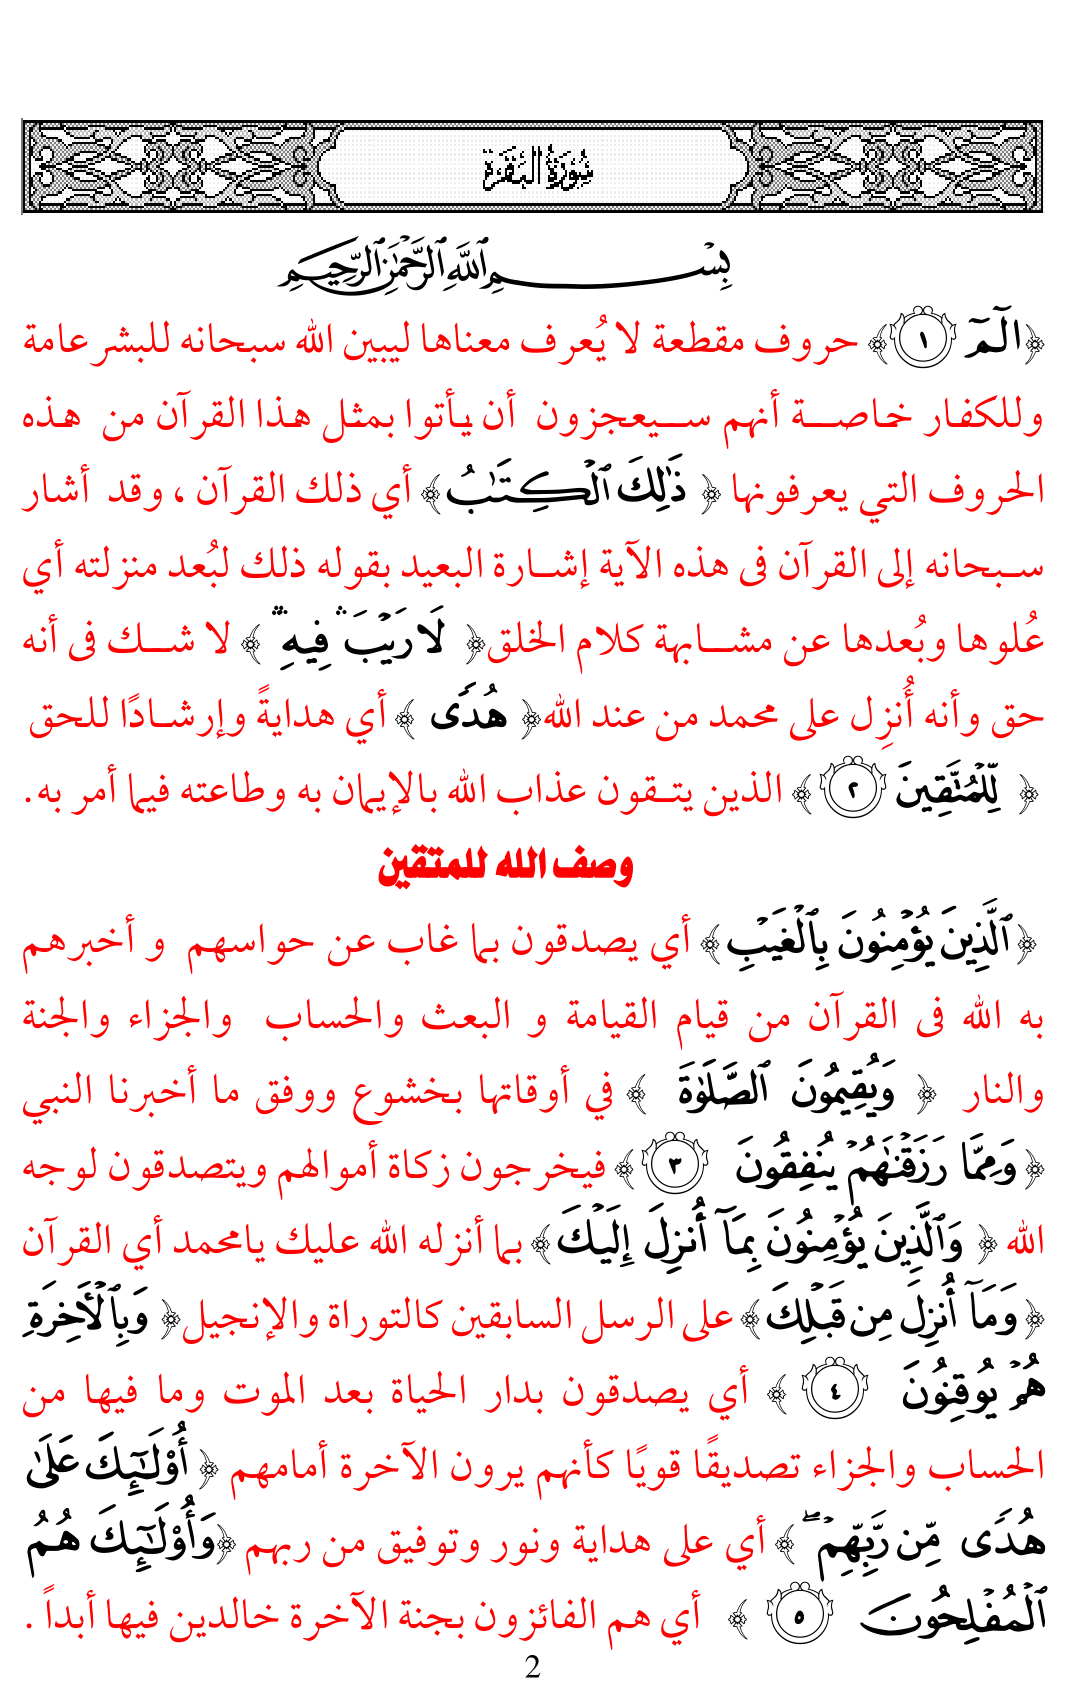 سُورَةُ البَقَرَة
بِسْمِ ٱللَّهِ ٱلرَّحْمَٰنِ ٱلرَّحِيمِ
﴿الٓمٓ ١﴾ حروف مقطعة لا يُعرف معناها ليبين الله سبحانه للبشر عامة
وللكفار خاصة أنهم سيعجزون أن يأتوا بمثل هذا القرآن من هذه
الحروف التي يعرفونها ﴿ ذَٰلِكَ ٱلْكِتَٰبُ﴾ أي ذلك القرآن ، وقد أشار
سبحانه إلى القرآن فى هذه الآية إشارة البعيد بقوله ذلك لبُعد منزلته أي
عُلوها وبُعدها عن مشابهة كلام الخلق﴿ لَا رَيْبَ ۛ فِيهِ ۛ ﴾ لا شك فى أنه
حق وأنه أُنزِل على محمد من عند الله﴿ هُدًى ﴾ أي هدايةً وإرشادًا للحق
﴿ لِّلْمُتَّقِينَ ٢﴾ الذين يتقون عذاب الله بالإيمان به وطاعته فيما أمر به.
وصف الله للمتقين
﴿ٱلَّذِينَ يُؤْمِنُونَ بِٱلْغَيْبِ﴾ أي يصدقون بما غاب عن حواسهم و أخبرهم
به الله فى القرآن من قيام القيامة و البعث والحساب والجزاء والجنة
والنار ﴿ وَيُقِيمُونَ ٱلصَّلَوٰةَ ﴾ في أوقاتها بخشوع ووفق ما أخبرنا النبي
﴿وَمِمَّا رَزَقْنَٰهُمْ يُنفِقُونَ ٣﴾ فيخرجون زكاة أموالهم ويتصدقون لوجه
الله ﴿ وَٱلَّذِينَ يُؤْمِنُونَ بِمَآ أُنزِلَ إِلَيْكَ﴾ بما أنزله الله عليك يامحمد أي القرآن
﴿وَمَآ أُنزِلَ مِن قَبْلِكَ﴾ على الرسل السابقين كالتوراة والإنجيل﴿ وَبِٱلْأَخِرَةِ
هُمْ يُوقِنُونَ ٤ ﴾ أي يصدقون بدار الحياة بعد الموت وما فيها من
الحساب والجزاء تصديقًا قويًا كأنهم يرون الآخرة أمامهم ﴿ أُوْلَٰٓئِكَ عَلَىٰ
هُدًى مِّن رَّبِّهِمْ ۖ ﴾ أي على هداية ونور وتوفيق من ربهم ﴿وَأُوْلَٰٓئِكَ هُمُ
ٱلْمُفْلِحُونَ ٥ ﴾ أي هم الفائزون بجنة الآخرة خالدين فيها أبداً .
2